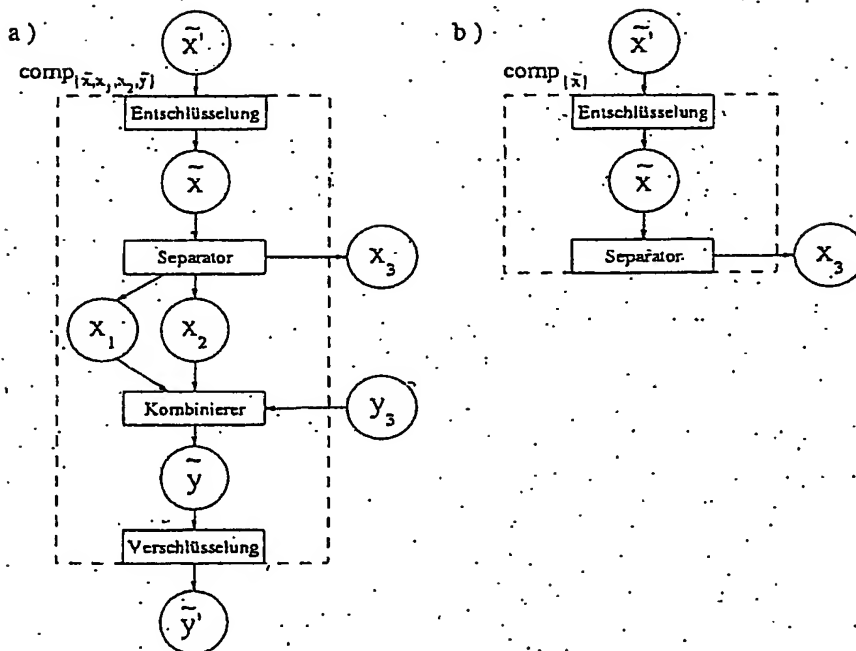 a)
x̃'
comp{x̃,x₁,x₂,ỹ}
Entschlüsselung
x̃
Separator
x₃
x₁
x₂
Kombinierer
y₃
ỹ
Verschlüsselung
ỹ'
b)
x̃'
comp{x̃}
Entschlüsselung
x̃
Separator
x₃